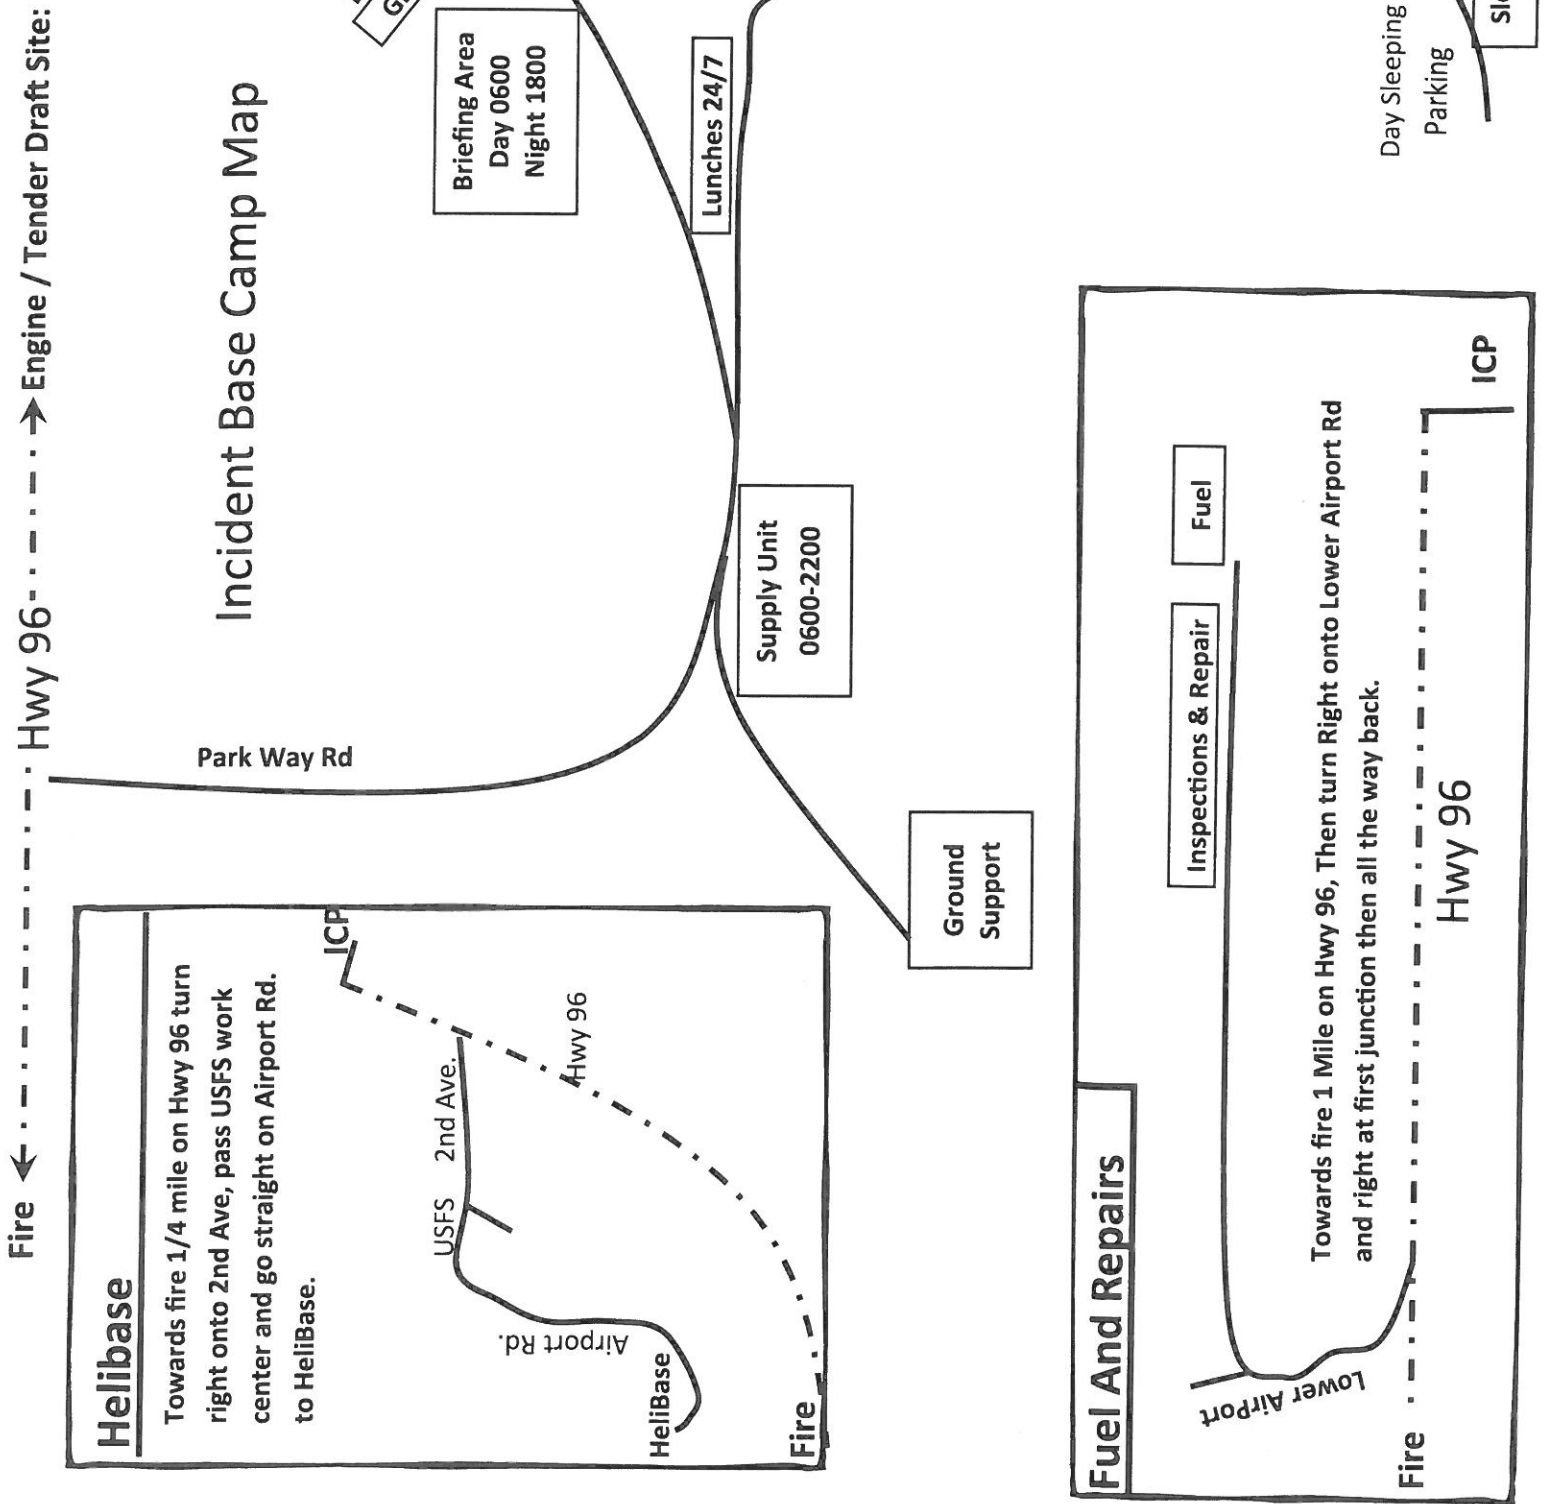 Fire
Hwy 96
Engine / Tender Draft Site:
Incident Base Camp Map
Park Way Rd
Briefing Area
Day 0600
Night 1800
Lunches 24/7
Supply Unit
0600-2200
Ground
Support
Day Sleeping
Parking
Helibase
Towards fire 1/4 mile on Hwy 96 turn
right onto 2nd Ave, pass USFS work
center and go straight on Airport Rd.
to HeliBase.
ICP
USFS
2nd Ave.
Hwy 96
Airport Rd.
HeliBase
Fire
Fuel And Repairs
Inspections & Repair
Fuel
Lower AirPort
Towards fire 1 Mile on Hwy 96, Then turn Right onto Lower Airport Rd
and right at first junction then all the way back.
Fire
Hwy 96
ICP